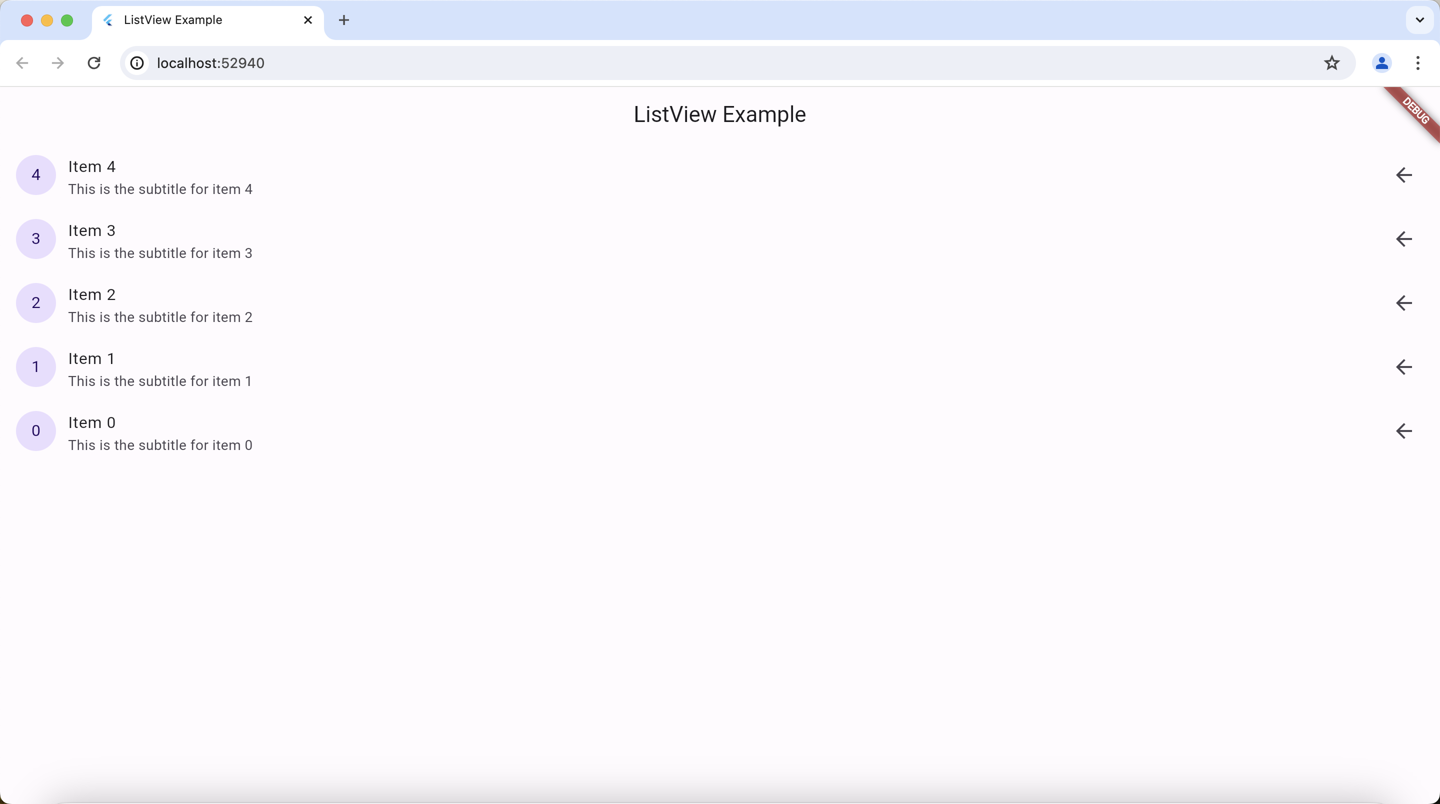 ListView Example
localhost:52940
ListView Example
DEBUG
4
Item 4
This is the subtitle for item 4
3
Item 3
This is the subtitle for item 3
2
Item 2
This is the subtitle for item 2
1
Item 1
This is the subtitle for item 1
0
Item 0
This is the subtitle for item 0